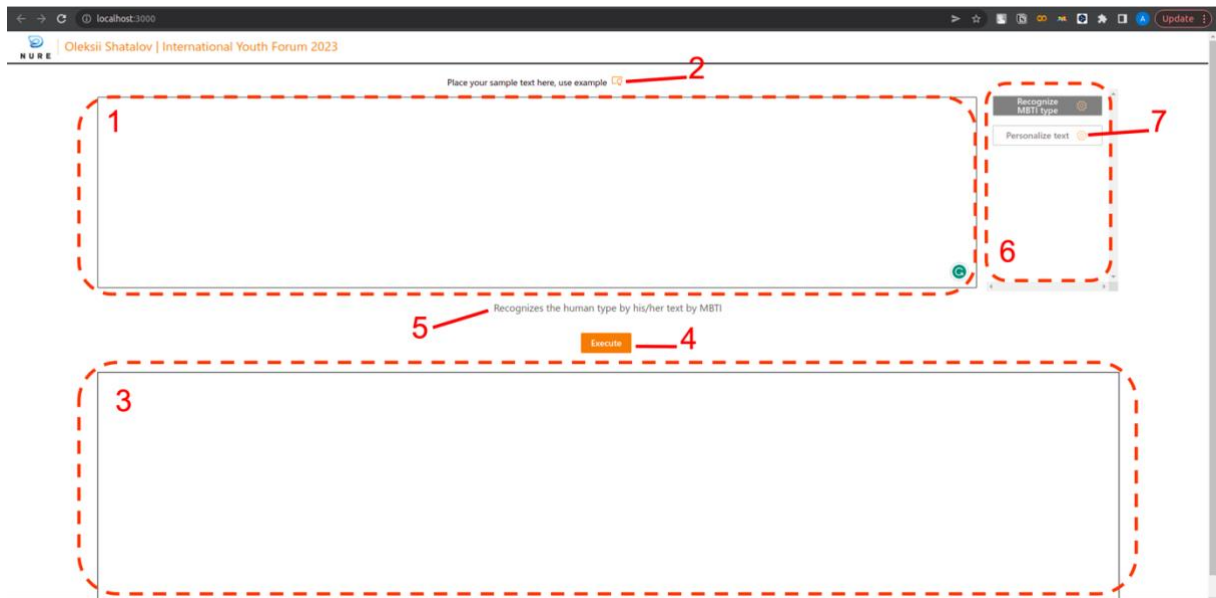 localhost:3000
Update
NURE
Oleksii Shatalov | International Youth Forum 2023
Place your sample text here, use example
2
1
Recognize
MBTI type
7
Personalize text
6
Recognizes the human type by his/her text by MBTI
5
Execute
4
3